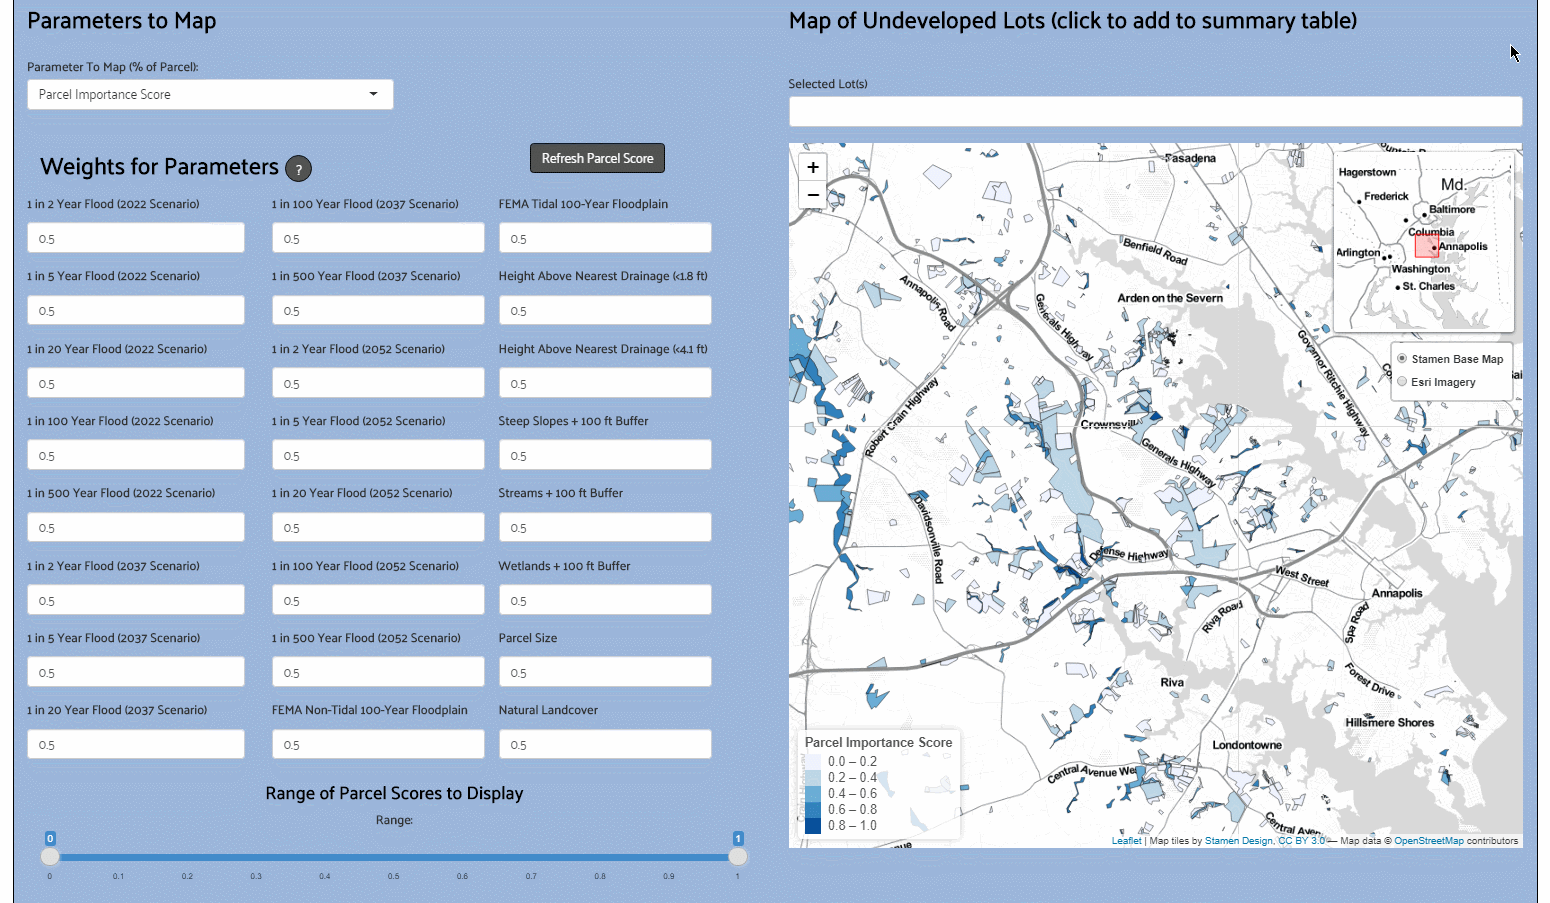 Parameters to Map
Parameter To Map (% of Parcel):
Parcel Importance Score
Weights for Parameters ?
Refresh Parcel Score
1 in 2 Year Flood (2022 Scenario)
0.5
1 in 5 Year Flood (2022 Scenario)
0.5
1 in 20 Year Flood (2022 Scenario)
0.5
1 in 100 Year Flood (2022 Scenario)
0.5
1 in 500 Year Flood (2022 Scenario)
0.5
1 in 2 Year Flood (2037 Scenario)
0.5
1 in 5 Year Flood (2037 Scenario)
0.5
1 in 20 Year Flood (2037 Scenario)
0.5
1 in 100 Year Flood (2037 Scenario)
0.5
1 in 500 Year Flood (2037 Scenario)
0.5
1 in 2 Year Flood (2052 Scenario)
0.5
1 in 5 Year Flood (2052 Scenario)
0.5
1 in 20 Year Flood (2052 Scenario)
0.5
1 in 100 Year Flood (2052 Scenario)
0.5
1 in 500 Year Flood (2052 Scenario)
0.5
FEMA Non-Tidal 100-Year Floodplain
0.5
FEMA Tidal 100-Year Floodplain
0.5
Height Above Nearest Drainage (<1.8 ft)
0.5
Height Above Nearest Drainage (<4.1 ft)
0.5
Steep Slopes + 100 ft Buffer
0.5
Streams + 100 ft Buffer
0.5
Wetlands + 100 ft Buffer
0.5
Parcel Size
0.5
Natural Landcover
0.5
Range of Parcel Scores to Display
Range:
0 1
0 0.1 0.2 0.3 0.4 0.5 0.6 0.7 0.8 0.9 1
Map of Undeveloped Lots (click to add to summary table)
Selected Lot(s)
+
−
Pasadena
Benfield Road
Arden on the Severn
Annapolis Road
Generals Highway
Governor Ritchie Highway
Robert Crain Highway
Crownsvill
Generals Highway
Davidsonville Road
Defense Highway
West Street
Annapolis
Riva Road
Spa Road
Forest Drive
Riva
Hillsmere Shores
Londontowne
Central Avenue We
Central Aven
nue
Hagerstown
Md.
Frederick
Baltimore
Columbia
Annapolis
Arlington
Washington
St. Charles
Stamen Base Map
Esri Imagery
Parcel Importance Score
0.0 – 0.2
0.2 – 0.4
0.4 – 0.6
0.6 – 0.8
0.8 – 1.0
Leaflet | Map tiles by Stamen Design, CC BY 3.0 — Map data © OpenStreetMap contributors